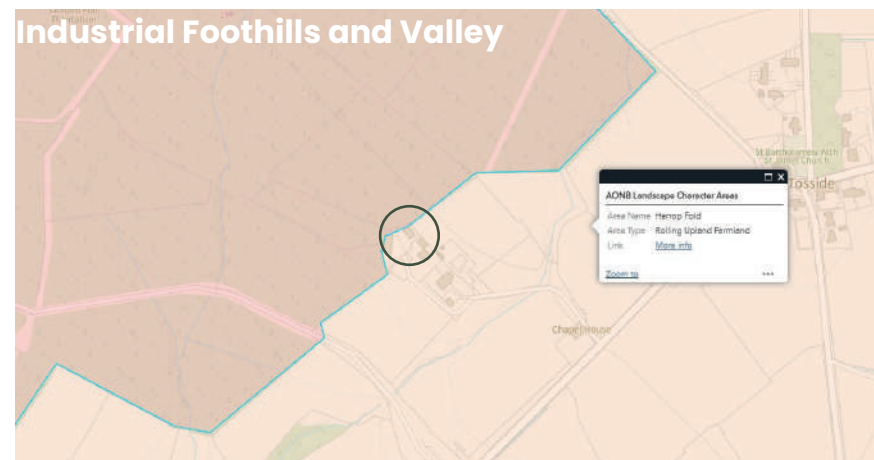 Industrial Foothills and Valley
St Bartholomew with
St James Church
Tosside
AONB Landscape Character Areas
Area Name Herrop Fold
Area Type Rolling Upland Farmland
Link More info
Zoom to
Chapel House